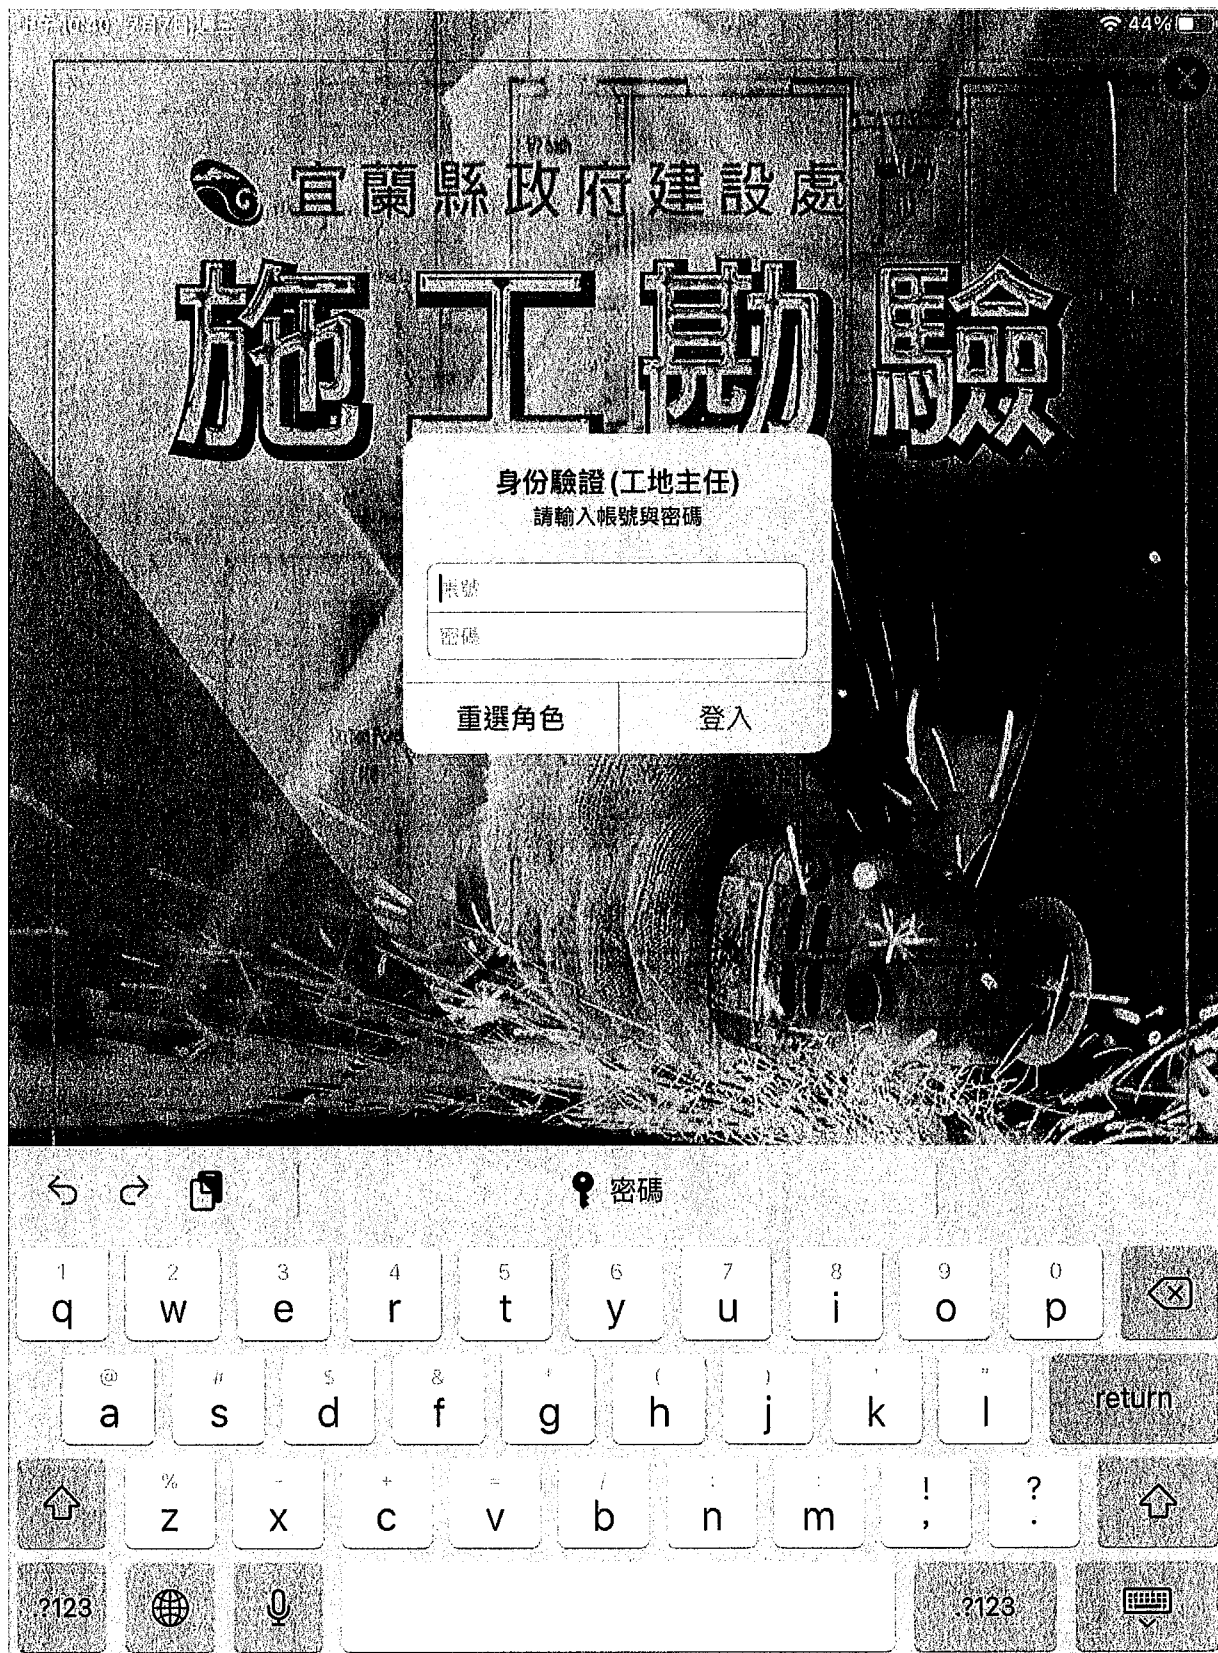 44%
宜蘭縣政府建設處
施工勘驗
身份驗證(工地主任)
請輸入帳號與密碼
帳號
密碼
重選角色 登入
密碼
1 2 3 4 5 6 7 8 9 0
q w e r t y u i o p
@ # $ & ( ) ' "
a s d f g h j k l return
% - + = / ; :
z x c v b n m ! , ? .
.?123 .?123